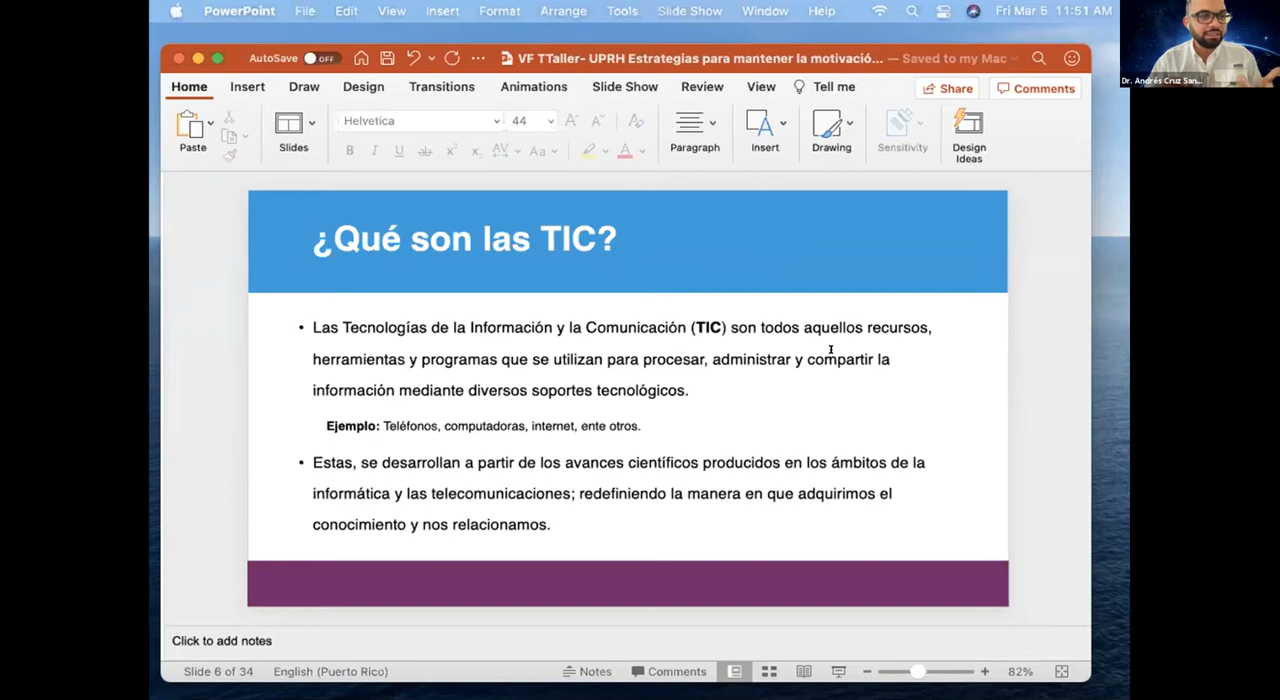 PowerPoint File Edit View Insert Format Arrange Tools Slide Show Window Help Fri Mar 5 11:51 AM
Dr. Andrés Cruz San...
AutoSave OFF ... VF TTaller- UPRH Estrategias para mantener la motivació... — Saved to my Mac
Home Insert Draw Design Transitions Animations Slide Show Review View Tell me Share Comments
Helvetica 44
Paste Slides Paragraph Insert Drawing Sensitivity Design
Ideas
¿Qué son las TIC?
• Las Tecnologías de la Información y la Comunicación (TIC) son todos aquellos recursos,
herramientas y programas que se utilizan para procesar, administrar y compartir la
información mediante diversos soportes tecnológicos.
Ejemplo: Teléfonos, computadoras, internet, ente otros.
• Estas, se desarrollan a partir de los avances científicos producidos en los ámbitos de la
informática y las telecomunicaciones; redefiniendo la manera en que adquirimos el
conocimiento y nos relacionamos.
Click to add notes
Slide 6 of 34 English (Puerto Rico) Notes Comments 82%